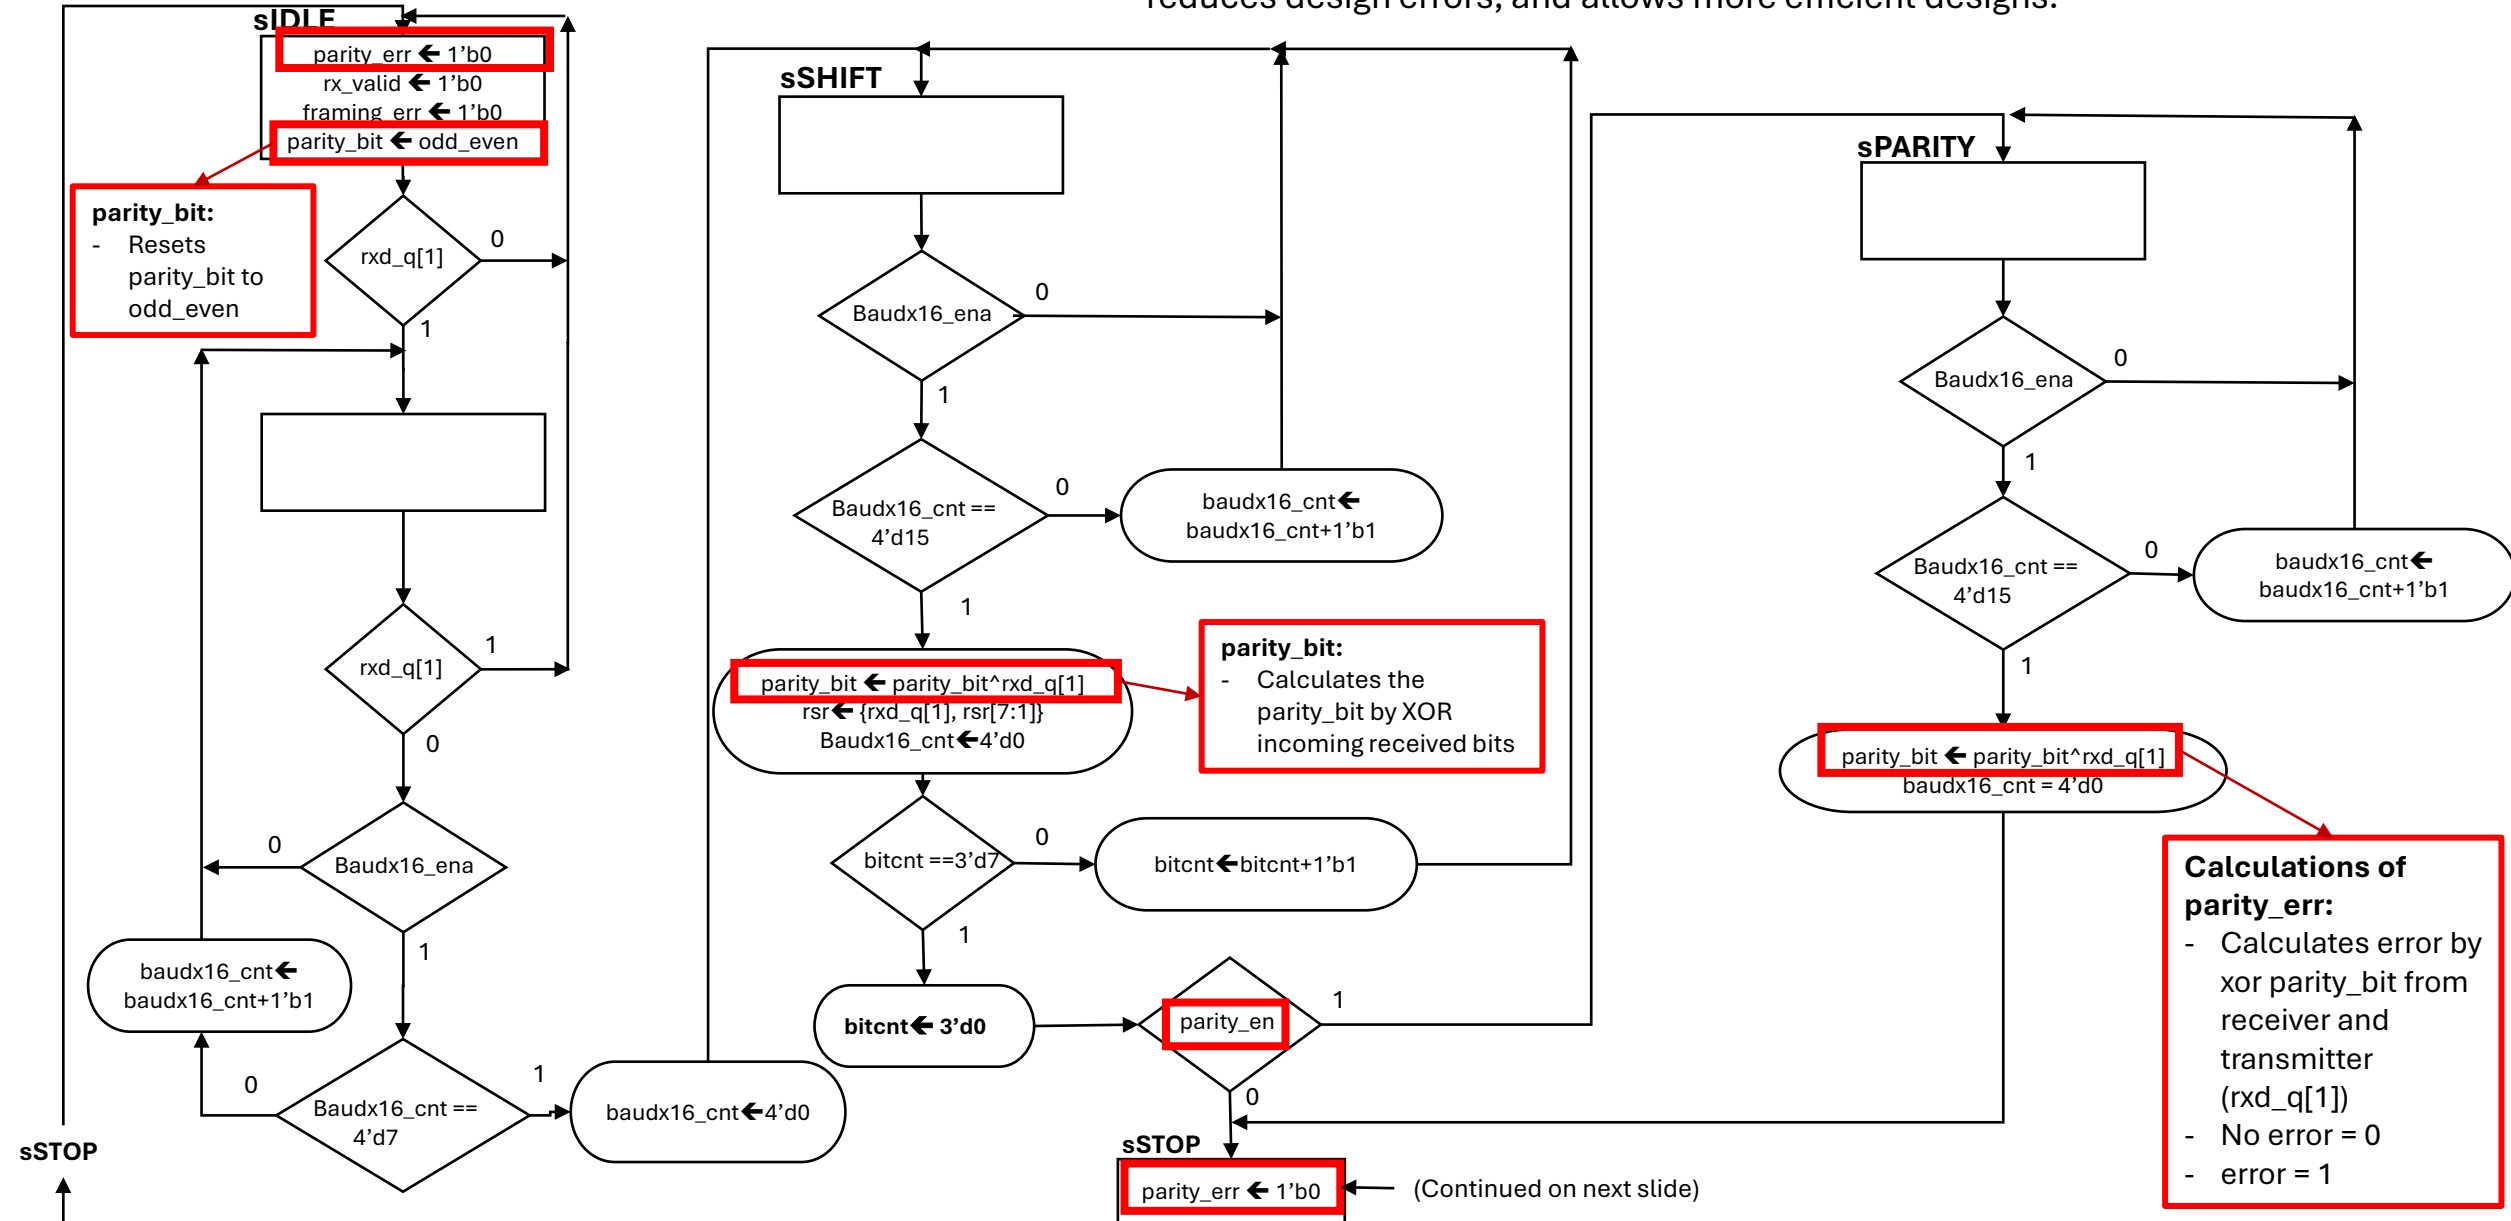 reduces design errors, and allows more efficient designs.
sIDLE
parity_err 🡸 1’b0
rx_valid 🡸 1’b0
framing_err 🡸 1’b0
parity_bit 🡸 odd_even
parity_bit:
- Resets
parity_bit to
odd_even
rxd_q[1]
0
1
rxd_q[1]
1
0
Baudx16_ena
0
1
baudx16_cnt🡸
baudx16_cnt+1’b1
Baudx16_cnt ==
4’d7
0
1
baudx16_cnt🡸4’d0
sSTOP
sSHIFT
Baudx16_ena
0
1
Baudx16_cnt ==
4’d15
0
baudx16_cnt🡸
baudx16_cnt+1’b1
1
parity_bit 🡸 parity_bit^rxd_q[1]
rsr🡸 {rxd_q[1], rsr[7:1]}
Baudx16_cnt🡸4’d0
parity_bit:
- Calculates the
parity_bit by XOR
incoming received bits
bitcnt ==3’d7
0
bitcnt🡸bitcnt+1’b1
1
bitcnt🡸 3’d0
parity_en
1
0
sSTOP
parity_err 🡸 1’b0
(Continued on next slide)
sPARITY
Baudx16_ena
0
1
Baudx16_cnt ==
4’d15
0
baudx16_cnt🡸
baudx16_cnt+1’b1
1
parity_bit 🡸 parity_bit^rxd_q[1]
baudx16_cnt = 4’d0
Calculations of
parity_err:
- Calculates error by
xor parity_bit from
receiver and
transmitter
(rxd_q[1])
- No error = 0
- error = 1